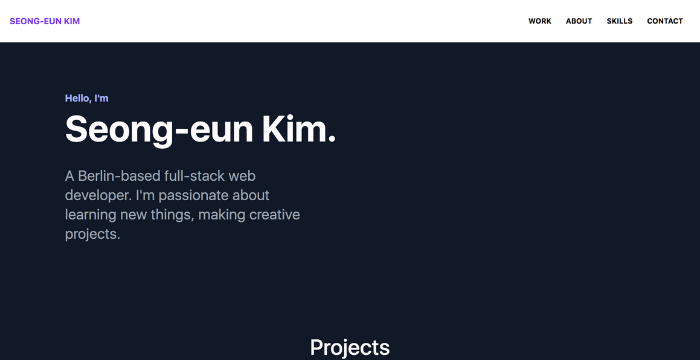 SEONG-EUN KIM
WORK ABOUT SKILLS CONTACT
Hello, I'm
Seong-eun Kim.
A Berlin-based full-stack web
developer. I'm passionate about
learning new things, making creative
projects.
Projects